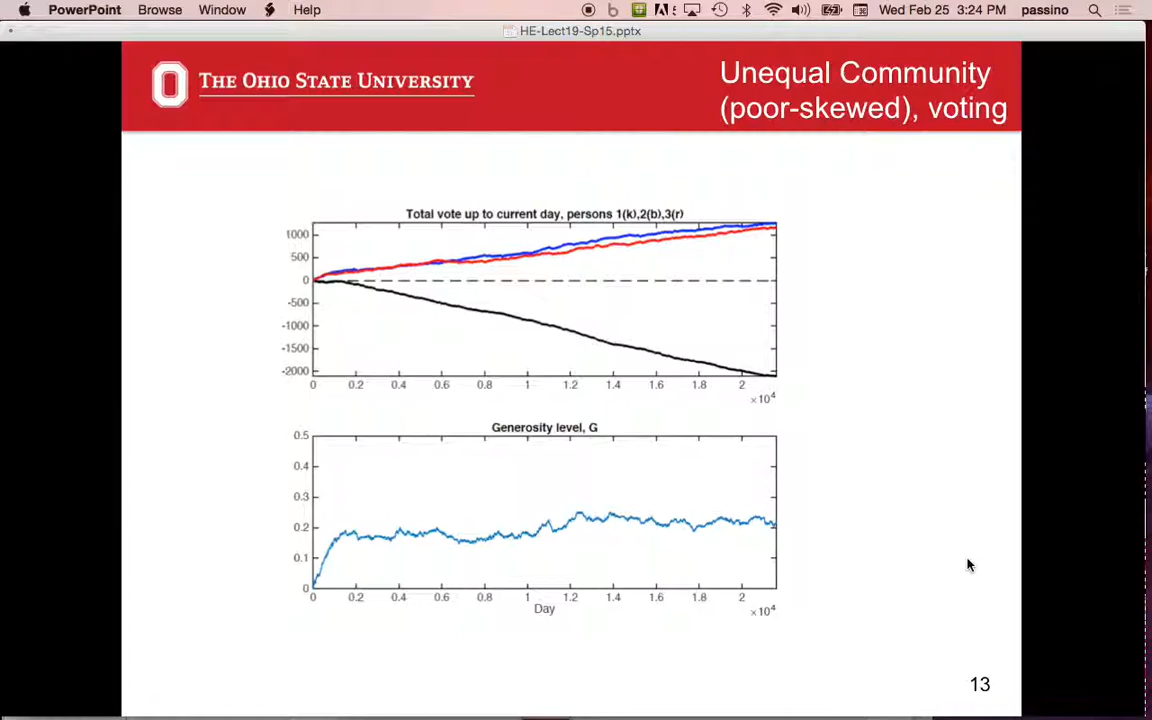 PowerPoint Browse Window Help Wed Feb 25 3:24 PM passino
HE-Lect19-Sp15.pptx
THE OHIO STATE UNIVERSITY
Unequal Community
(poor-skewed), voting
Total vote up to current day, persons 1(k),2(b),3(r)
1000
500
0
-500
-1000
-1500
-2000
0 0.2 0.4 0.6 0.8 1 1.2 1.4 1.6 1.8 2
×10⁴
Generosity level, G
0.5
0.4
0.3
0.2
0.1
0
0 0.2 0.4 0.6 0.8 1 1.2 1.4 1.6 1.8 2
Day
×10⁴
13